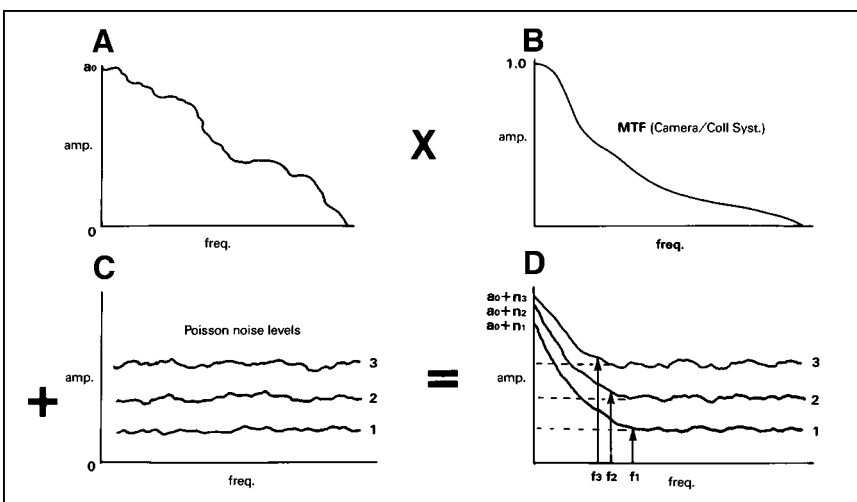 A
a₀
amp.
0
freq.
X
B
1.0
amp.
MTF (Camera/Coll Syst.)
freq.
+
C
Poisson noise levels
amp.
3
2
1
0
freq.
=
D
a₀+n₃
a₀+n₂
a₀+n₁
amp.
3
2
1
f₃ f₂ f₁
freq.